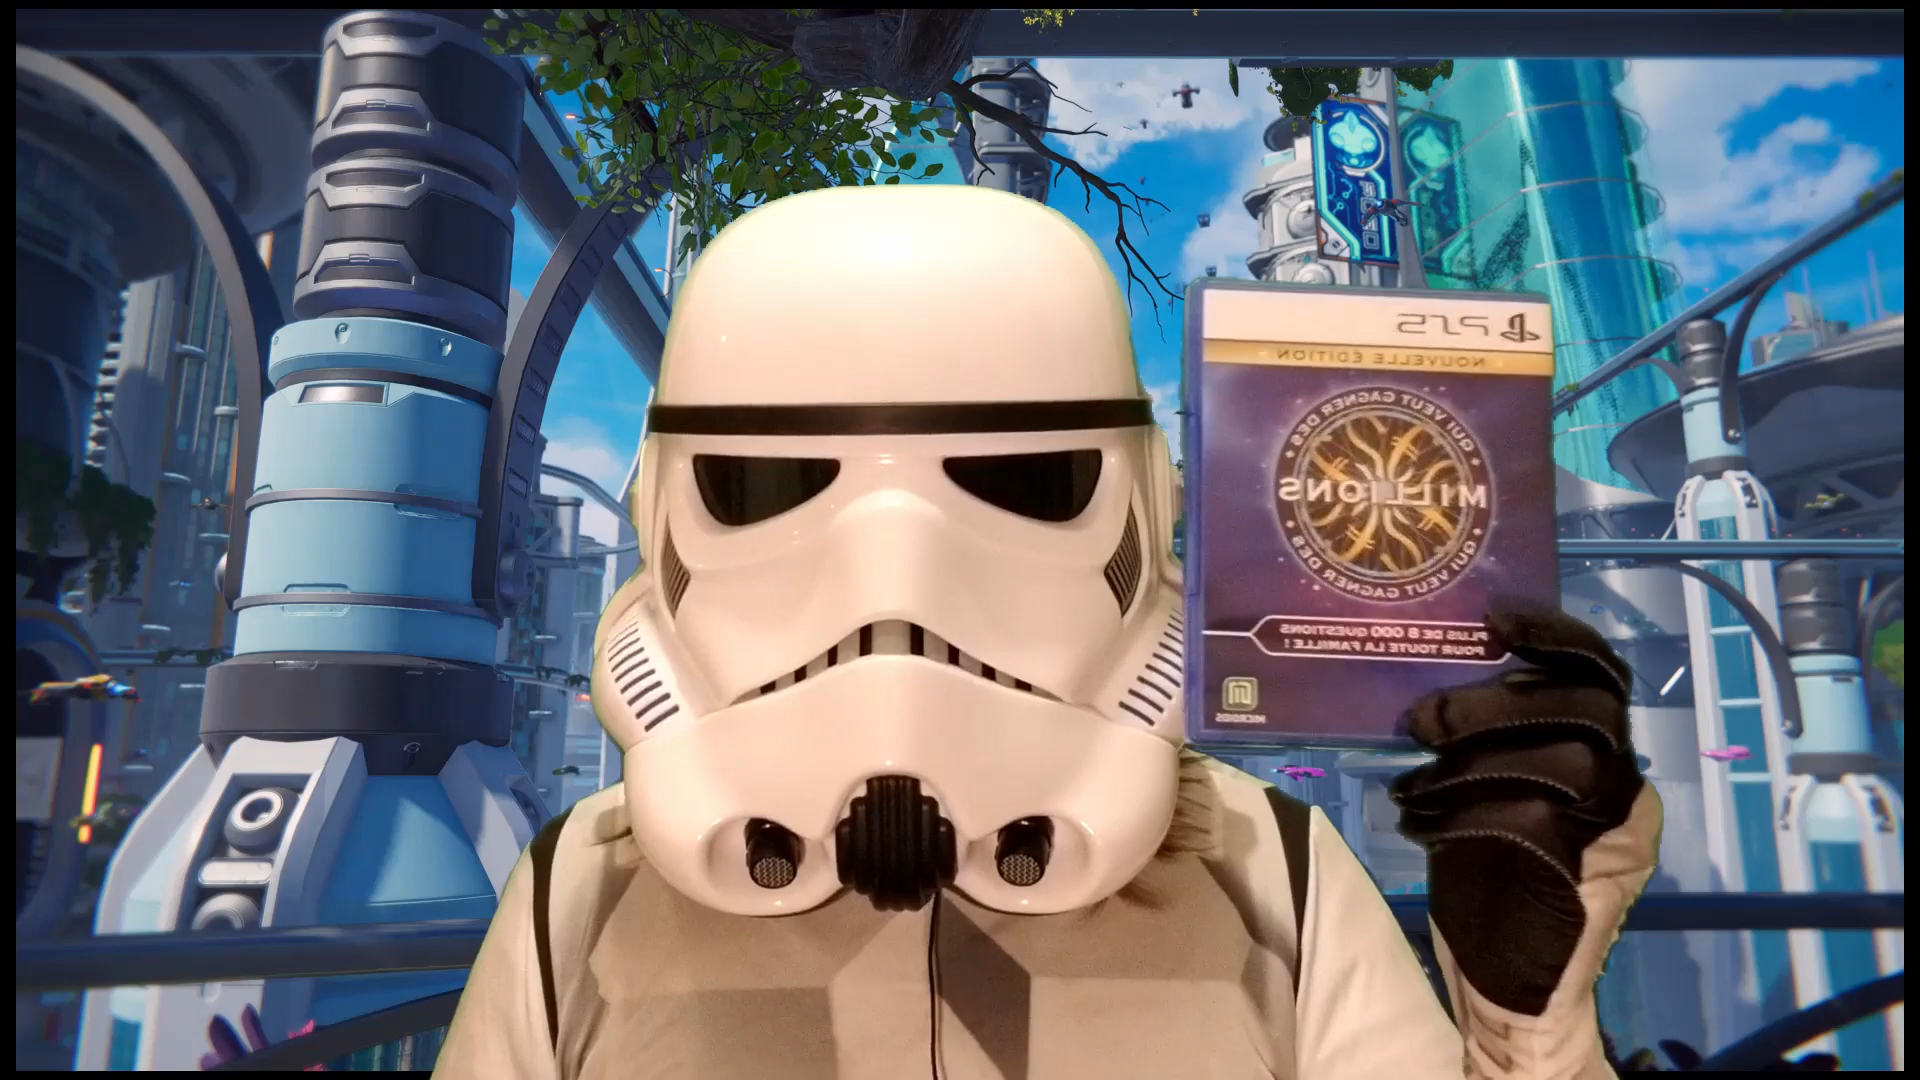 PS5
NOUVELLE ÉDITION
QUI VEUT GAGNER DES
MILLIONS
QUI VEUT GAGNER DES
PLUS DE 8 000 QUESTIONS
POUR TOUTE LA FAMILLE !
MICROIDS